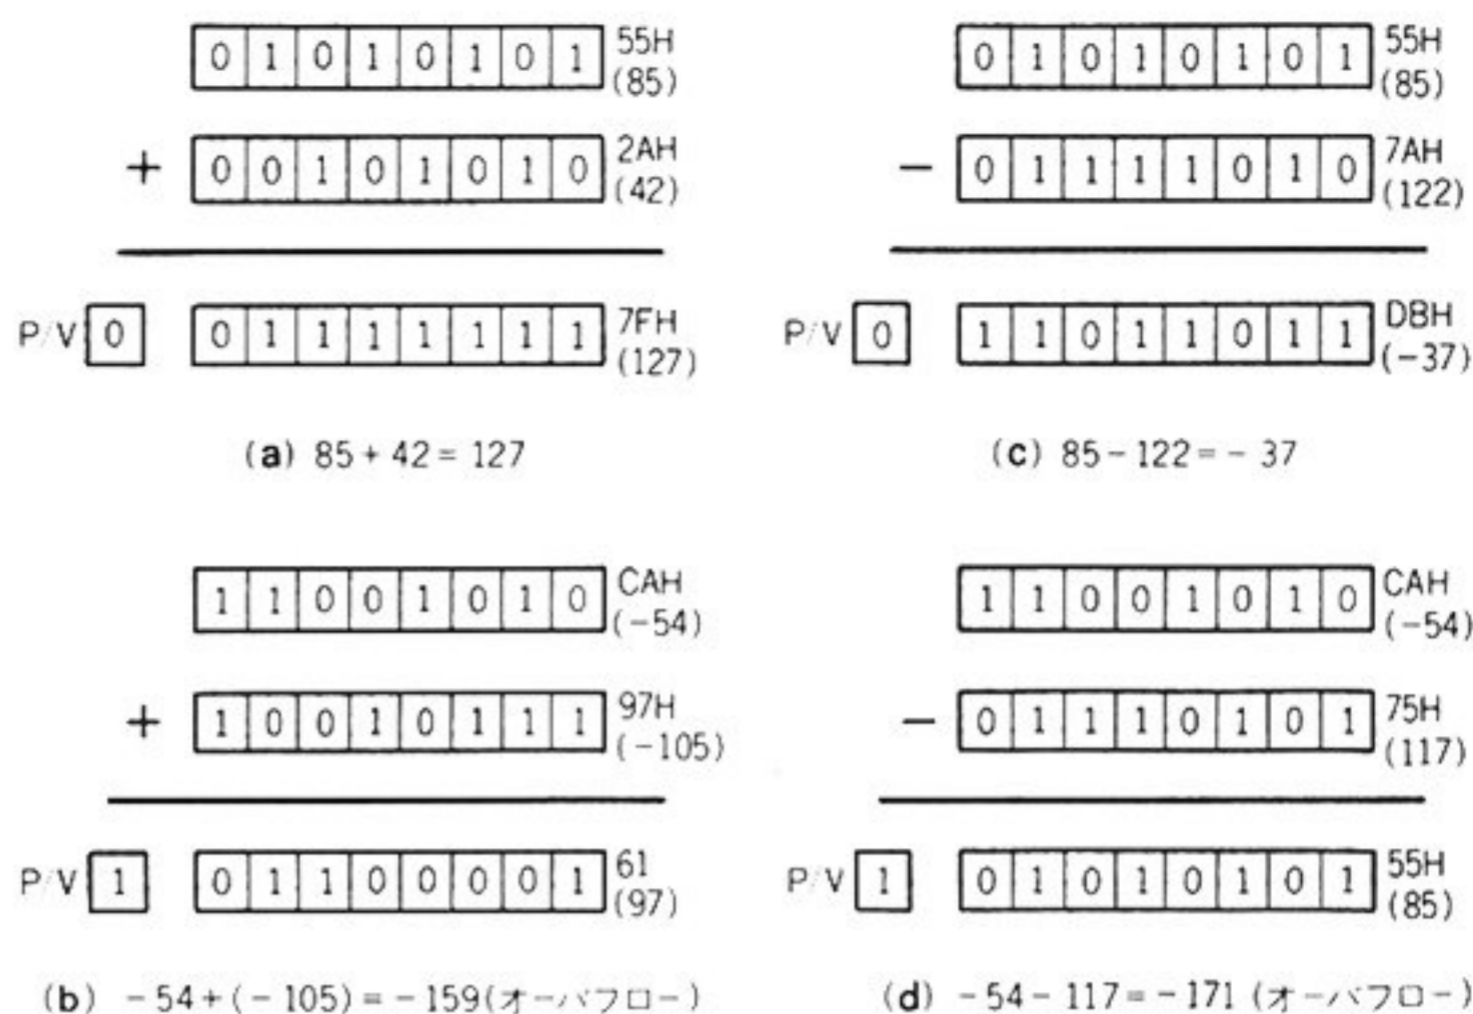 0 1 0 1 0 1 0 1 55H
(85)
+ 0 0 1 0 1 0 1 0 2AH
(42)
P/V 0 0 1 1 1 1 1 1 1 7FH
(127)
(a) 85 + 42 = 127
0 1 0 1 0 1 0 1 55H
(85)
- 0 1 1 1 1 0 1 0 7AH
(122)
P/V 0 1 1 0 1 1 0 1 1 DBH
(-37)
(c) 85 - 122 = - 37
1 1 0 0 1 0 1 0 CAH
(-54)
+ 1 0 0 1 0 1 1 1 97H
(-105)
P/V 1 0 1 1 0 0 0 0 1 61
(97)
(b) -54 + (- 105) = -159(オーバフロー)
1 1 0 0 1 0 1 0 CAH
(-54)
- 0 1 1 1 0 1 0 1 75H
(117)
P/V 1 0 1 0 1 0 1 0 1 55H
(85)
(d) -54 - 117 = -171 (オーバフロー)